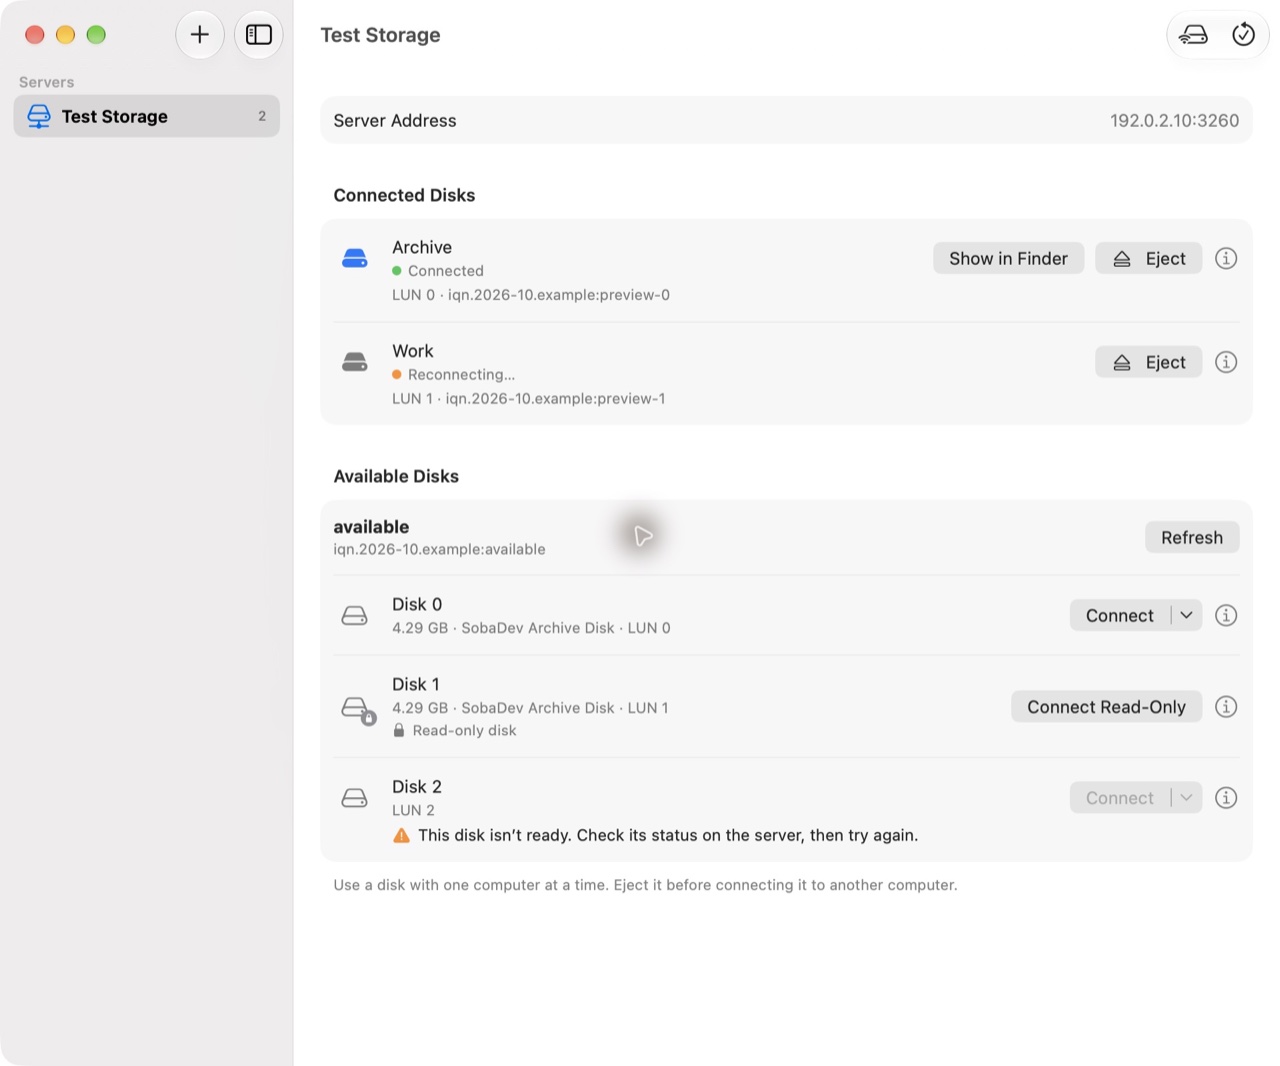 Test Storage
Servers
Test Storage 2
Server Address 192.0.2.10:3260
Connected Disks
Archive
Connected
LUN 0 · iqn.2026-10.example:preview-0
Show in Finder
Eject
Work
Reconnecting…
LUN 1 · iqn.2026-10.example:preview-1
Eject
Available Disks
available
iqn.2026-10.example:available
Refresh
Disk 0
4.29 GB · SobaDev Archive Disk · LUN 0
Connect
Disk 1
4.29 GB · SobaDev Archive Disk · LUN 1
Read-only disk
Connect Read-Only
Disk 2
LUN 2
This disk isn’t ready. Check its status on the server, then try again.
Connect
Use a disk with one computer at a time. Eject it before connecting it to another computer.